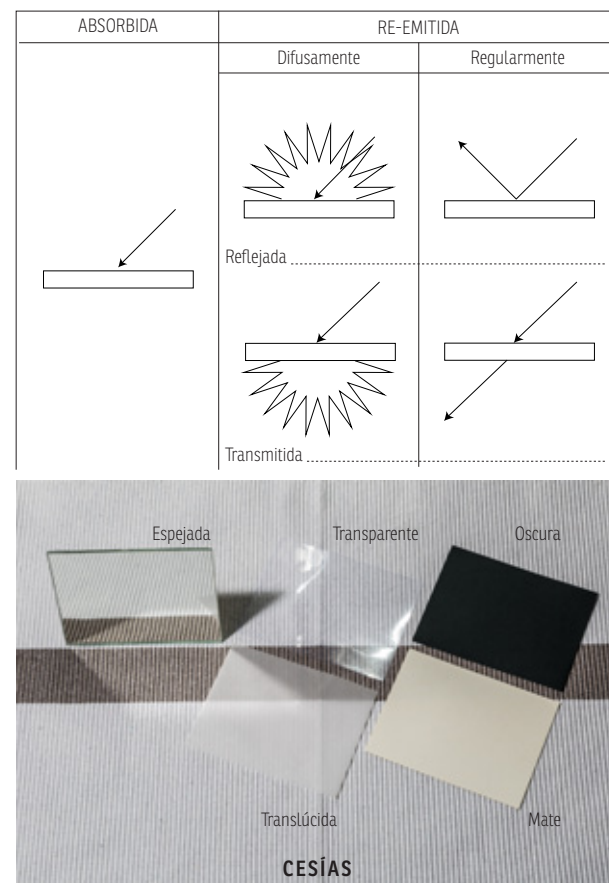 ABSORBIDA
RE-EMITIDA
Difusamente
Regularmente
Reflejada
Transmitida
Espejada
Transparente
Oscura
Translúcida
Mate
CESÍAS